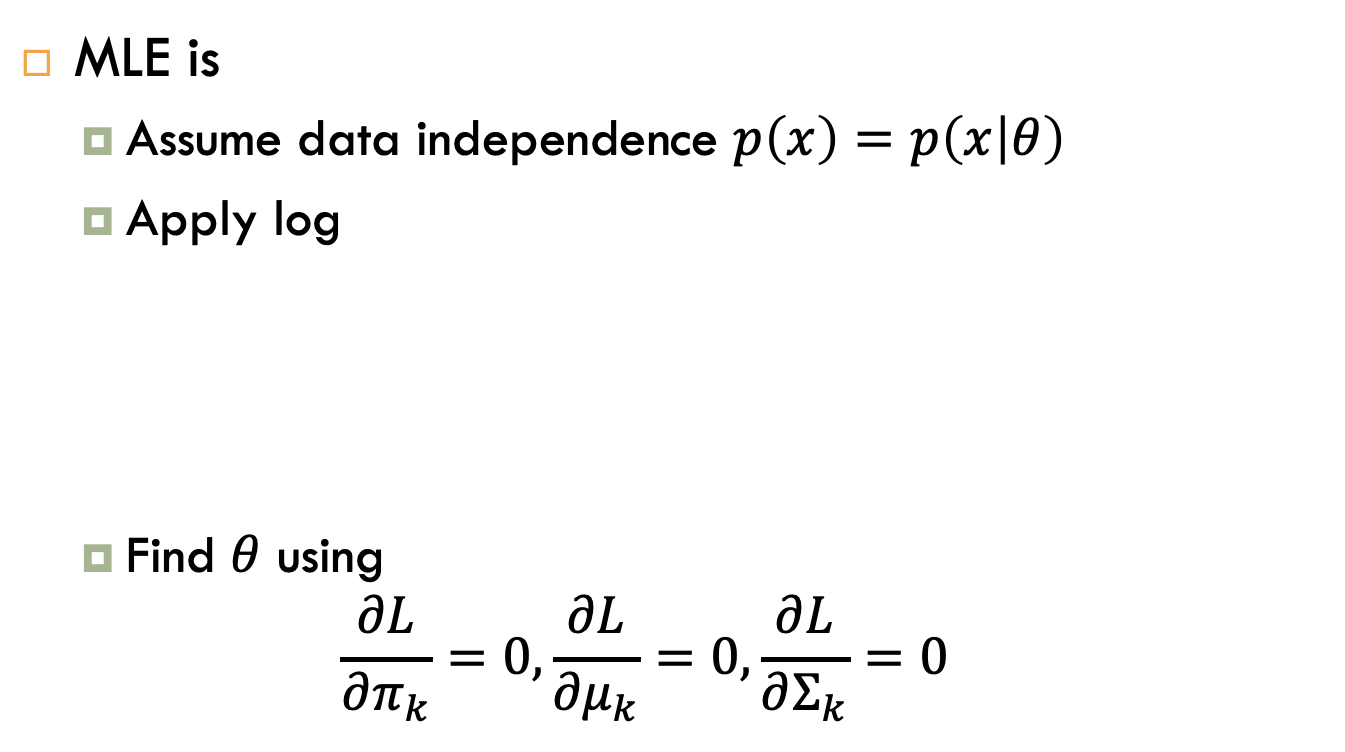 MLE is
Assume data independence p(x) = p(x|θ)
Apply log
Find θ using
∂L/∂π_k = 0, ∂L/∂μ_k = 0, ∂L/∂Σ_k = 0